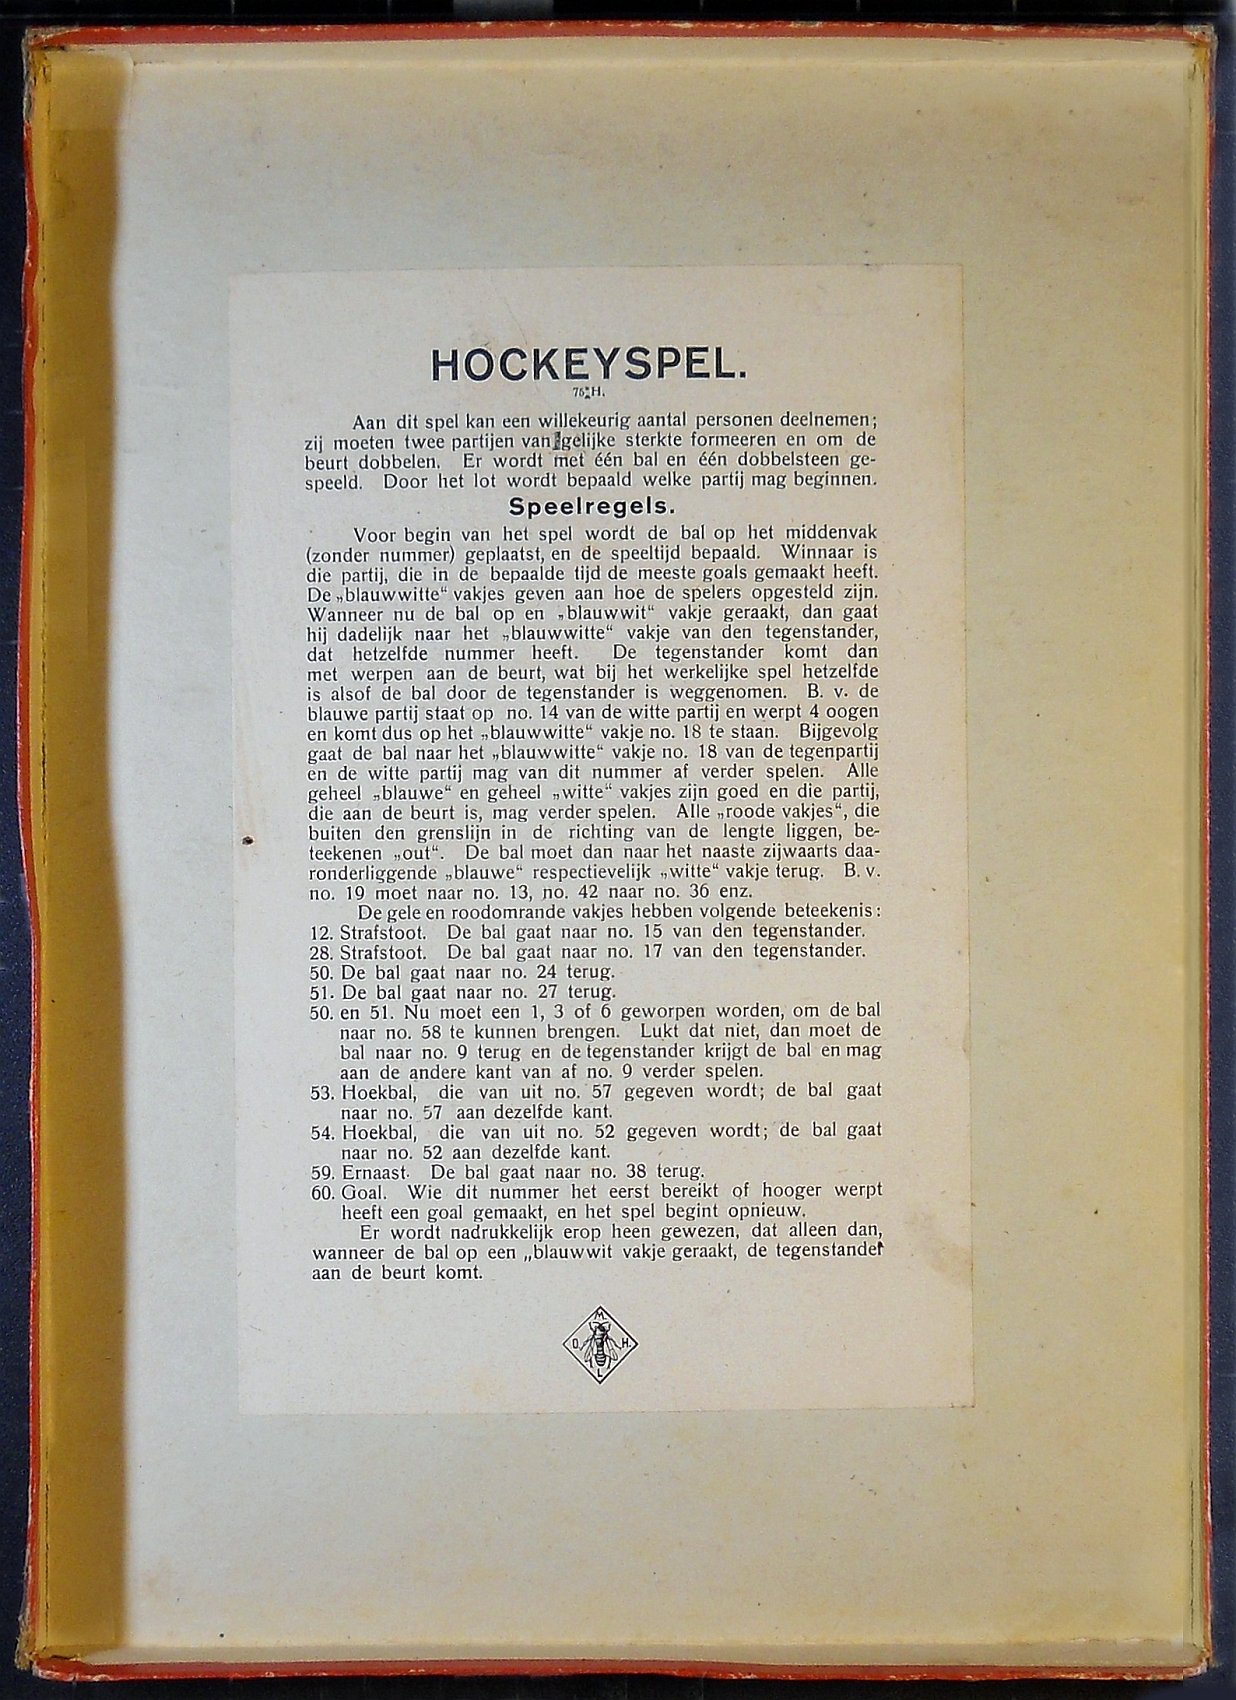 HOCKEYSPEL.
Aan dit spel kan een willekeurig aantal personen deelnemen;
zij moeten twee partijen van gelijke sterkte formeeren en om de
beurt dobbelen. Er wordt met één bal en één dobbelsteen ge-
speeld. Door het lot wordt bepaald welke partij mag beginnen.
Speelregels.
Voor begin van het spel wordt de bal op het middenvak
(zonder nummer) geplaatst, en de speeltijd bepaald. Winnaar is
die partij, die in de bepaalde tijd de meeste goals gemaakt heeft.
De „blauwwitte“ vakjes geven aan hoe de spelers opgesteld zijn.
Wanneer nu de bal op en „blauwwit“ vakje geraakt, dan gaat
hij dadelijk naar het „blauwwitte“ vakje van den tegenstander,
dat hetzelfde nummer heeft. De tegenstander komt dan
met werpen aan de beurt, wat bij het werkelijke spel hetzelfde
is alsof de bal door de tegenstander is weggenomen. B. v. de
blauwe partij staat op no. 14 van de witte partij en werpt 4 oogen
en komt dus op het „blauwwitte“ vakje no. 18 te staan. Bijgevolg
gaat de bal naar het „blauwwitte“ vakje no. 18 van de tegenpartij
en de witte partij mag van dit nummer af verder spelen. Alle
geheel „blauwe“ en geheel „witte“ vakjes zijn goed en die partij,
die aan de beurt is, mag verder spelen. Alle „roode vakjes“, die
buiten den grenslijn in de richting van de lengte liggen, be-
teekenen „out“. De bal moet dan naar het naaste zijwaarts daa-
ronderliggende „blauwe“ respectievelijk „witte“ vakje terug. B. v.
no. 19 moet naar no. 13, no. 42 naar no. 36 enz.
De gele en roodomrande vakjes hebben volgende beteekenis:
12. Strafstoot. De bal gaat naar no. 15 van den tegenstander.
28. Strafstoot. De bal gaat naar no. 17 van den tegenstander.
50. De bal gaat naar no. 24 terug.
51. De bal gaat naar no. 27 terug.
50. en 51. Nu moet een 1, 3 of 6 geworpen worden, om de bal
naar no. 58 te kunnen brengen. Lukt dat niet, dan moet de
bal naar no. 9 terug en de tegenstander krijgt de bal en mag
aan de andere kant van af no. 9 verder spelen.
53. Hoekbal, die van uit no. 57 gegeven wordt; de bal gaat
naar no. 57 aan dezelfde kant.
54. Hoekbal, die van uit no. 52 gegeven wordt; de bal gaat
naar no. 52 aan dezelfde kant.
59. Ernaast. De bal gaat naar no. 38 terug.
60. Goal. Wie dit nummer het eerst bereikt of hooger werpt
heeft een goal gemaakt, en het spel begint opnieuw.
Er wordt nadrukkelijk erop heen gewezen, dat alleen dan,
wanneer de bal op een „blauwwit vakje geraakt, de tegenstander
aan de beurt komt.
M.
O. H.
L.